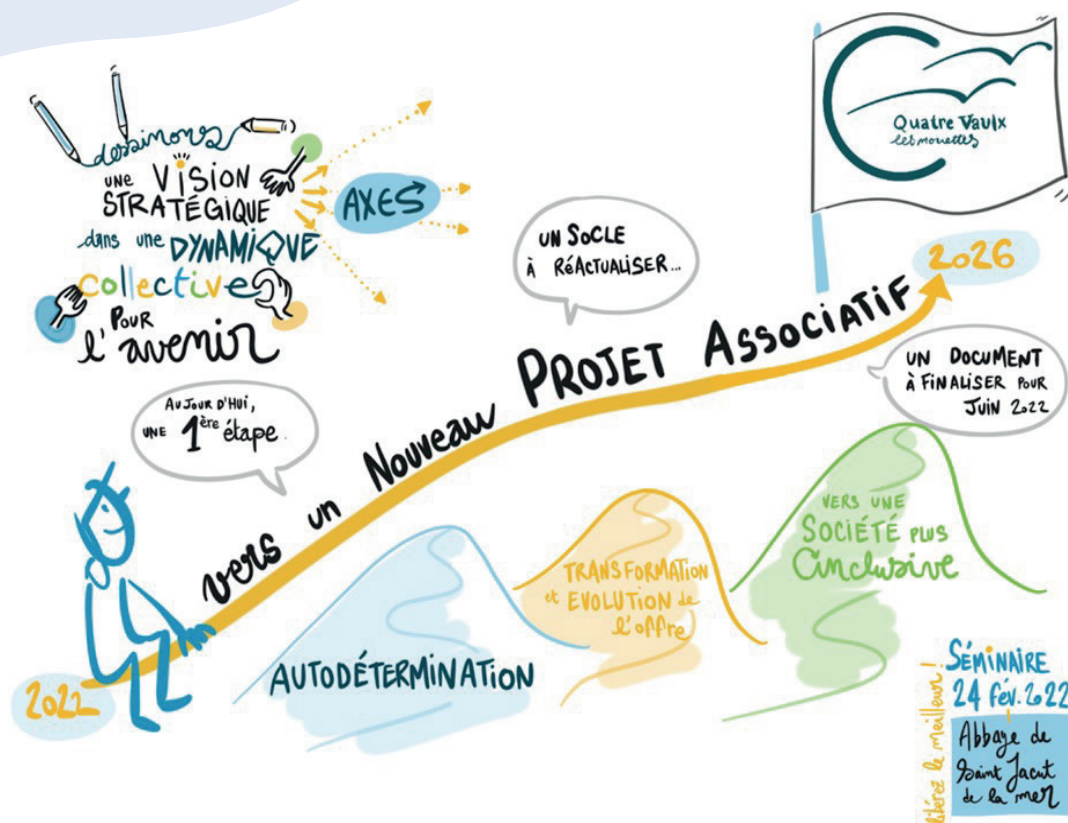 dessinons
UNE VISION
STRATÉGIQUE
dans une DYNAMIQUE
collective
POUR
l'avenir
AXES
Quatre Vaulx
les mouettes
UN SOCLE
À RÉACTUALISER...
2026
vers un Nouveau PROJET ASSOCIATIF
UN DOCUMENT
À FINALISER POUR
JUIN 2022
AUJOUR D'HUI,
UNE 1ère étape.
VERS UNE
SOCIÉTÉ PLUS
inclusive
TRANSFORMATION
et EVOLUTION de
l'offre
AUTODÉTERMINATION
2022
libérez le meilleur!
SÉMINAIRE
24 fév. 2022
Abbaye de
Saint Jacut
de la mer